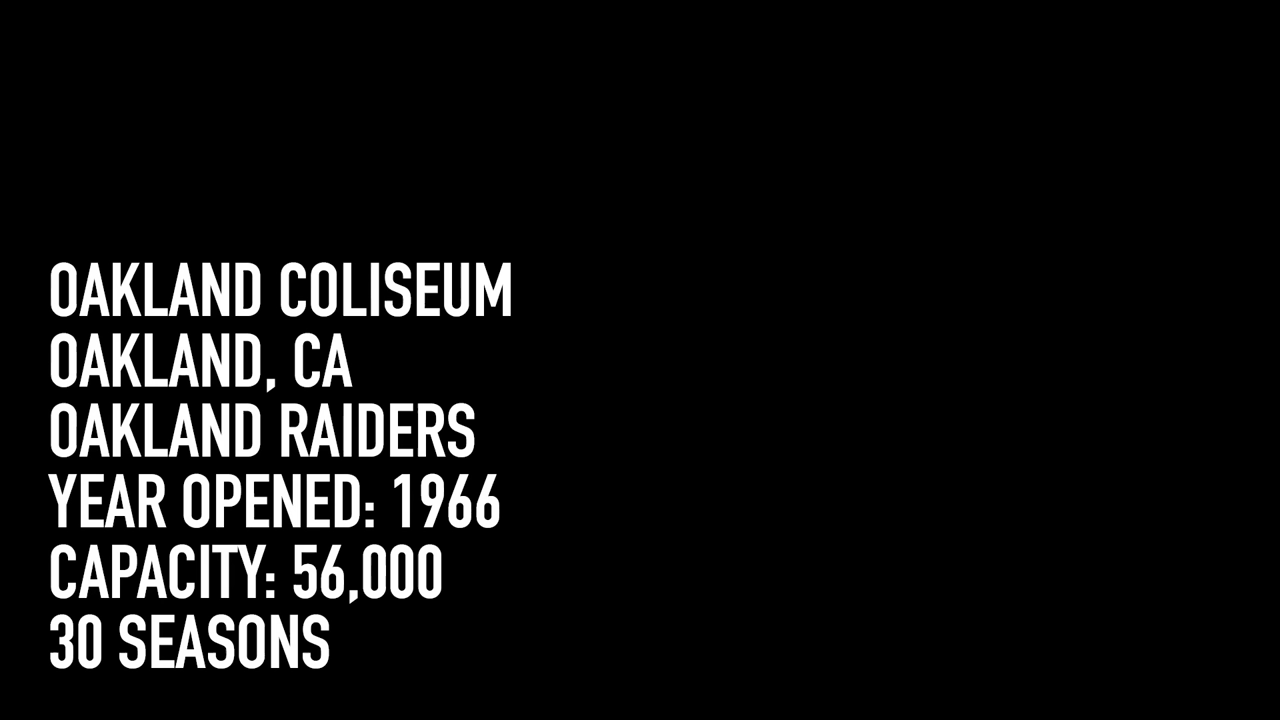 OAKLAND COLISEUM
OAKLAND, CA
OAKLAND RAIDERS
YEAR OPENED: 1966
CAPACITY: 56,000
30 SEASONS